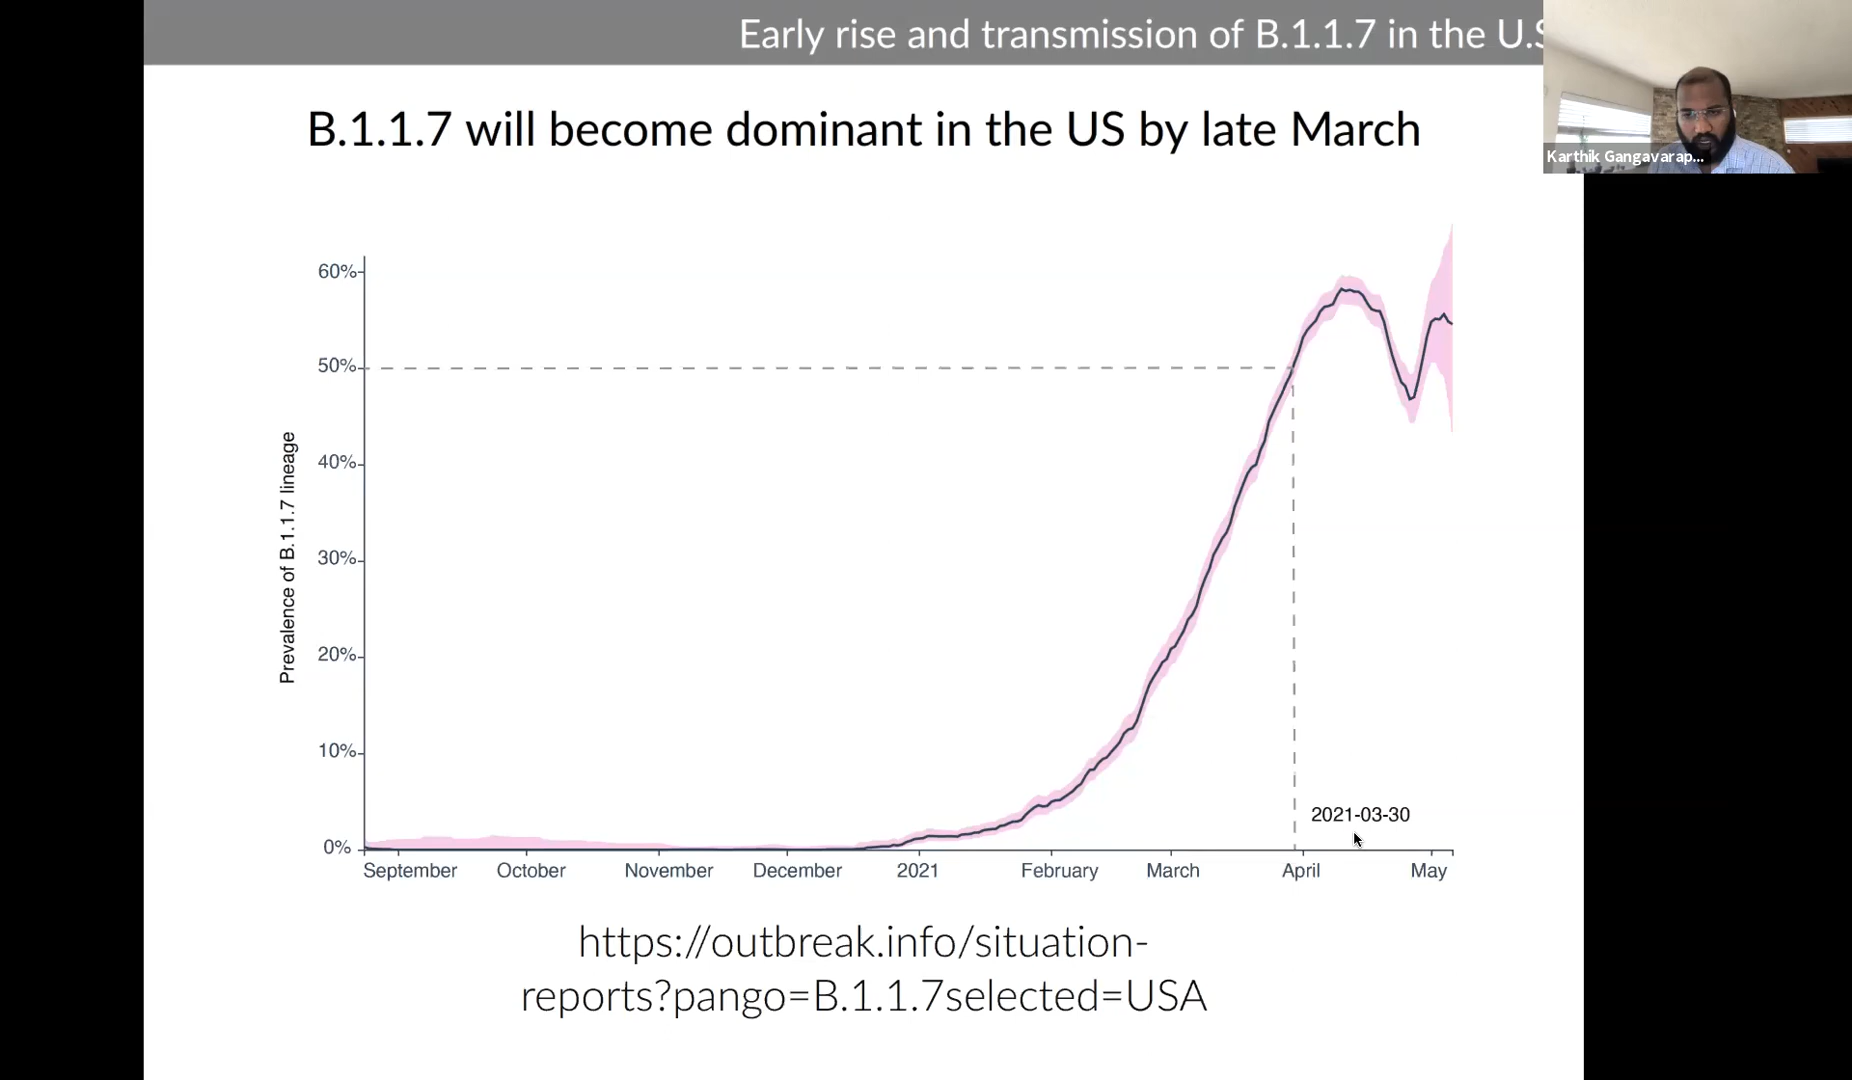 Early rise and transmission of B.1.1.7 in the U.S
Karthik Gangavarap...
B.1.1.7 will become dominant in the US by late March
60%
50%
40%
30%
20%
10%
0%
Prevalence of B.1.1.7 lineage
2021-03-30
September October November December 2021 February March April May
https://outbreak.info/situation-
reports?pango=B.1.1.7selected=USA